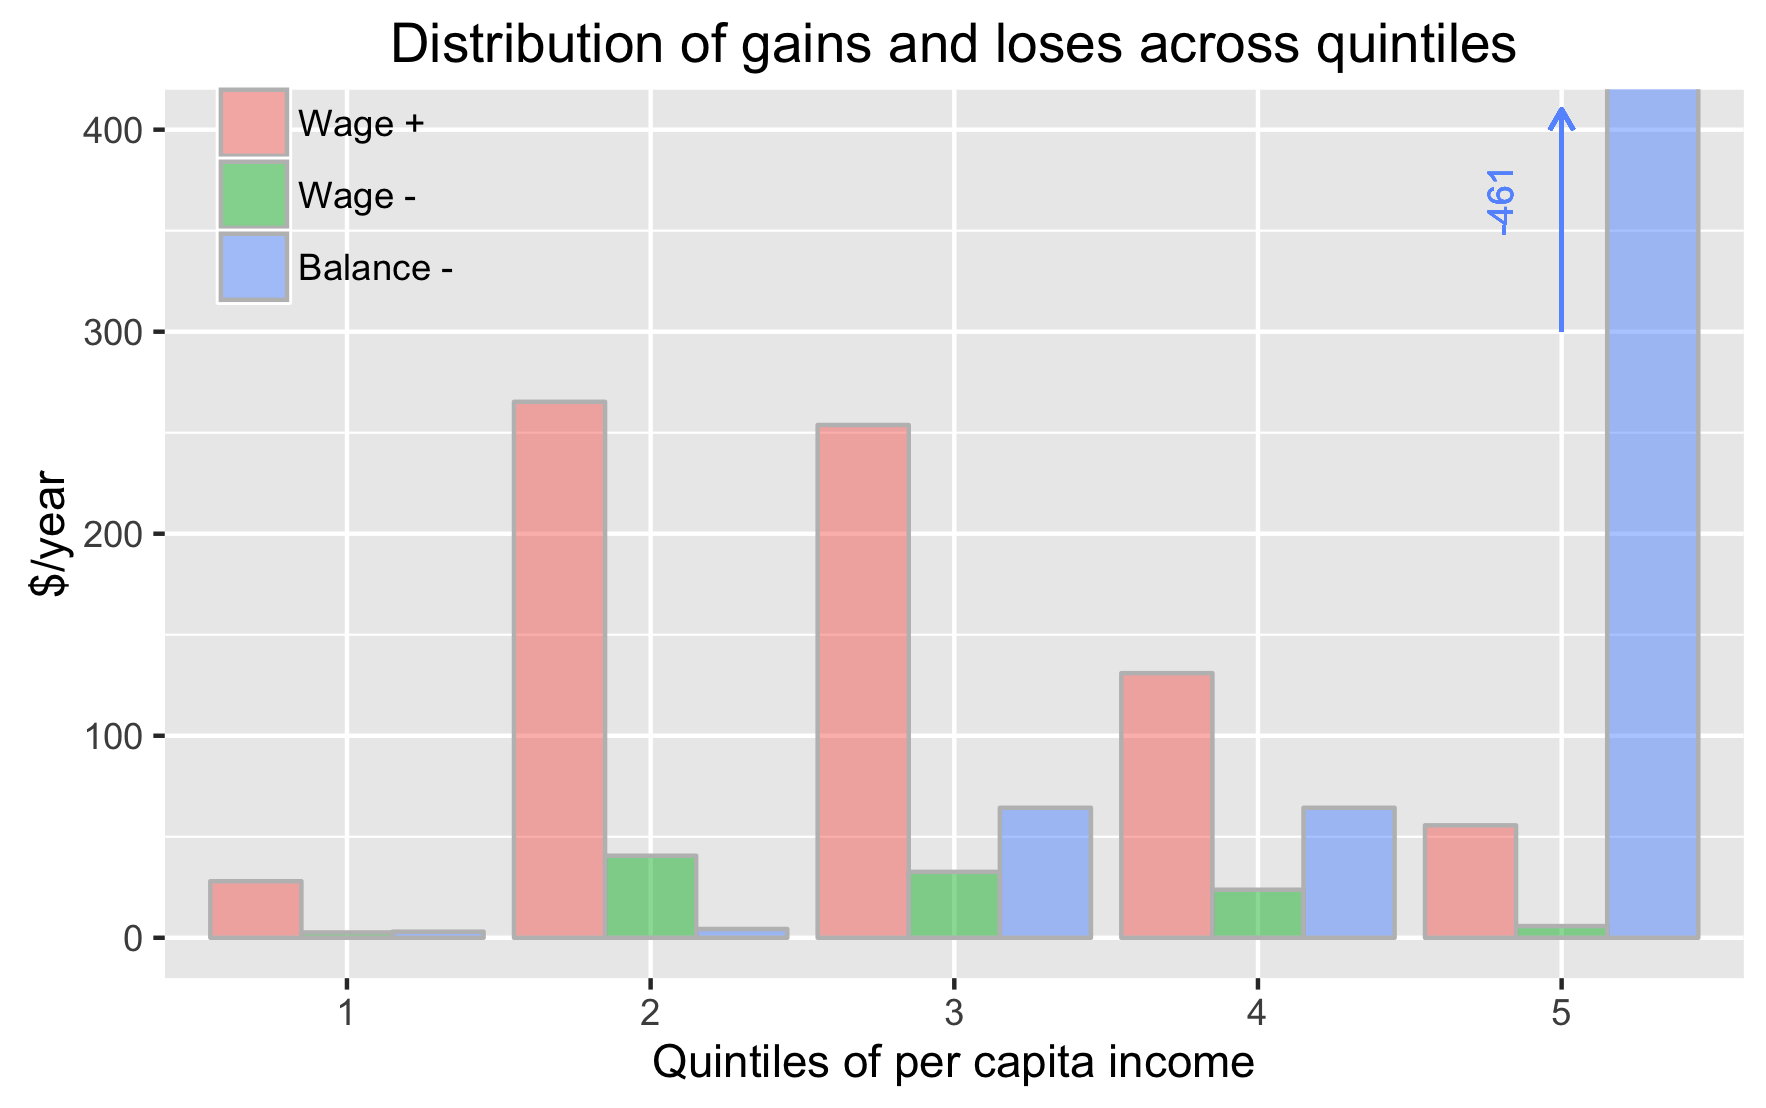 Distribution of gains and loses across quintiles
Wage +
Wage -
Balance -
-461
400
300
200
100
0
$/year
1 2 3 4 5
Quintiles of per capita income